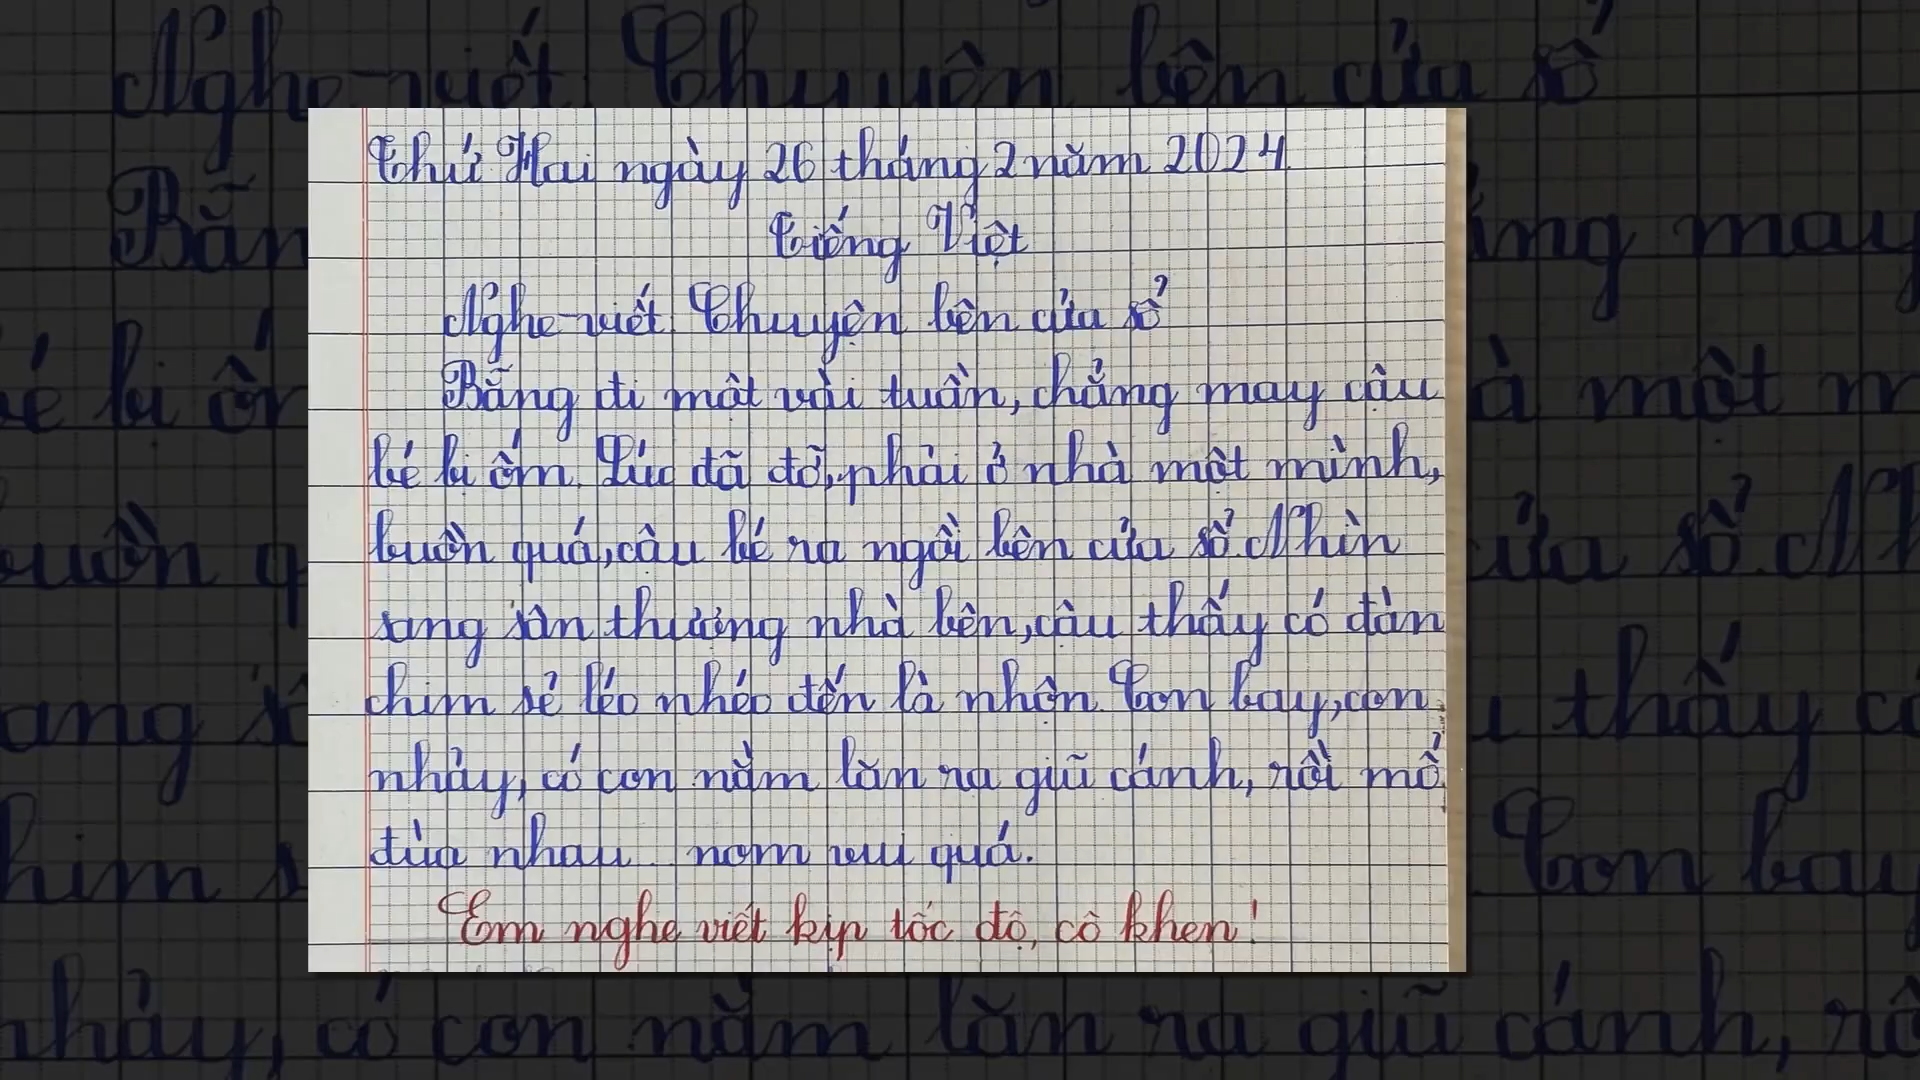 Thứ Hai ngày 26 tháng 2 năm 2024
Tiếng Việt
Nghe-viết Chuyện bên cửa sổ
Bẵng đi một vài tuần, chẳng may cậu
bé bị ốm. Lúc đã đỡ, phải ở nhà một mình,
buồn quá, cậu bé ra ngồi bên cửa sổ. Nhìn
sang sân thượng nhà bên, cậu thấy có đàn
chim sẻ léo nhéo đến là nhộn. Con bay, con
nhảy, có con nằm lăn ra giũ cánh, rồi mổ
đùa nhau nom vui quá.
Em nghe viết kịp tốc độ, cô khen!